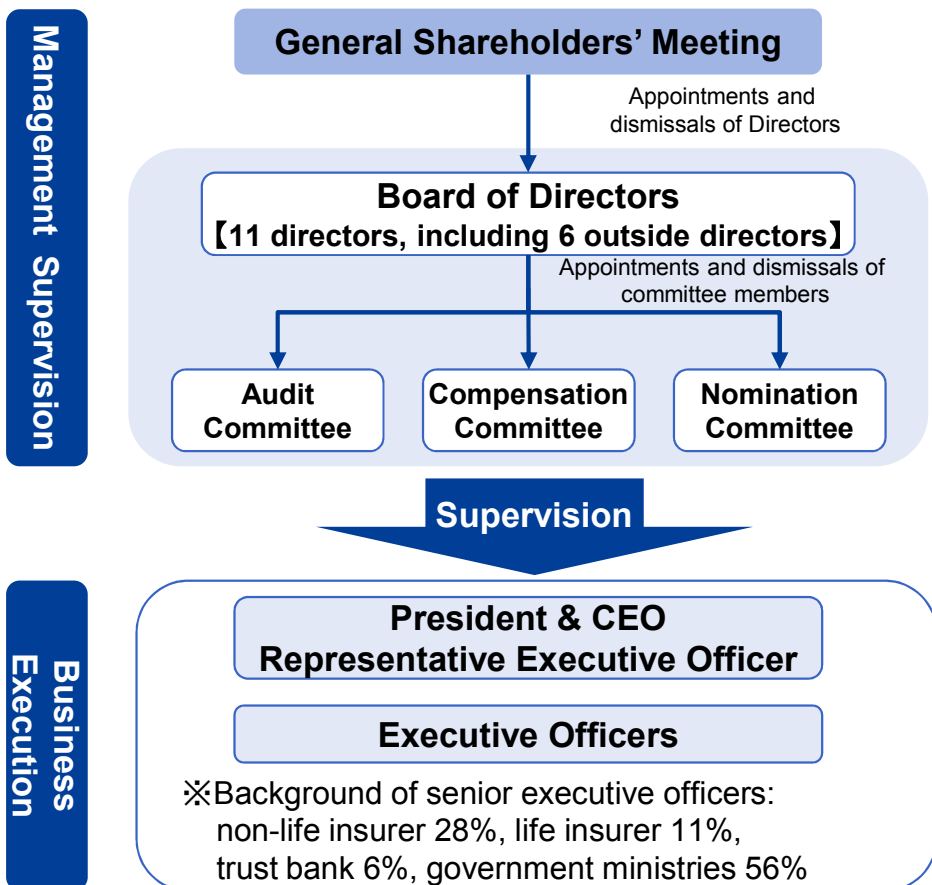 Management Supervision
General Shareholders’ Meeting
Appointments and
dismissals of Directors
Board of Directors
【11 directors, including 6 outside directors】
Appointments and dismissals of
committee members
Audit
Committee
Compensation
Committee
Nomination
Committee
Supervision
Business
Execution
President & CEO
Representative Executive Officer
Executive Officers
※Background of senior executive officers:
non-life insurer 28%, life insurer 11%,
trust bank 6%, government ministries 56%